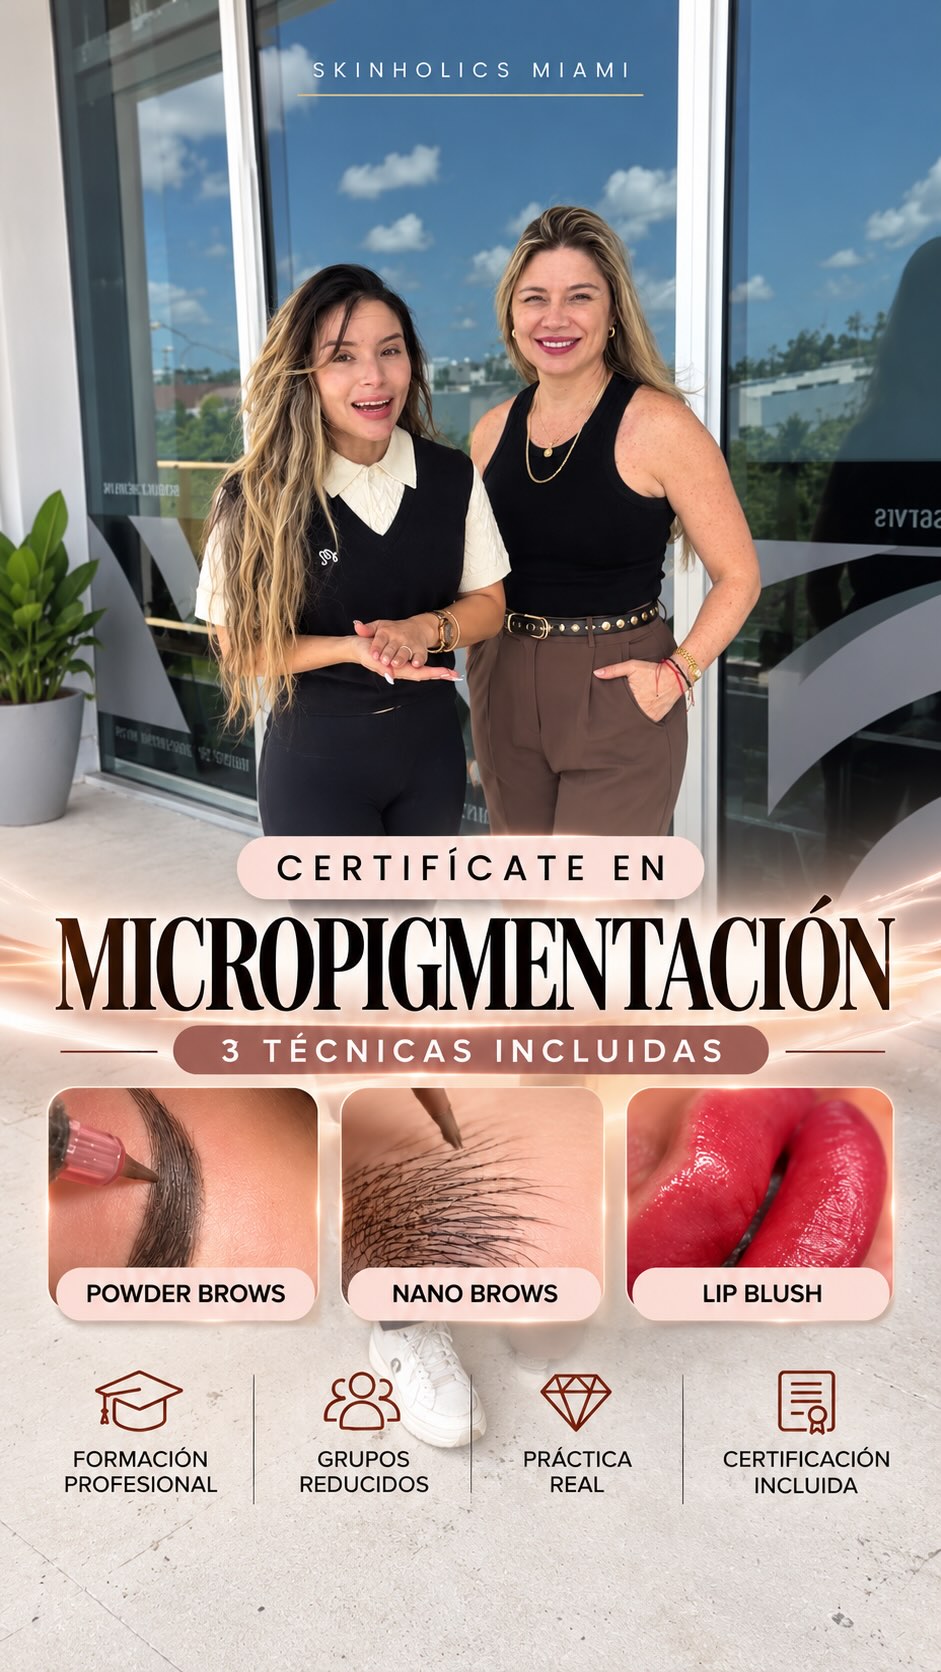 SKINHOLICS MIAMI
CERTIFÍCATE EN
MICROPIGMENTACIÓN
3 TÉCNICAS INCLUIDAS
POWDER BROWS
NANO BROWS
LIP BLUSH
FORMACIÓN
PROFESIONAL
GRUPOS
REDUCIDOS
PRÁCTICA
REAL
CERTIFICACIÓN
INCLUIDA